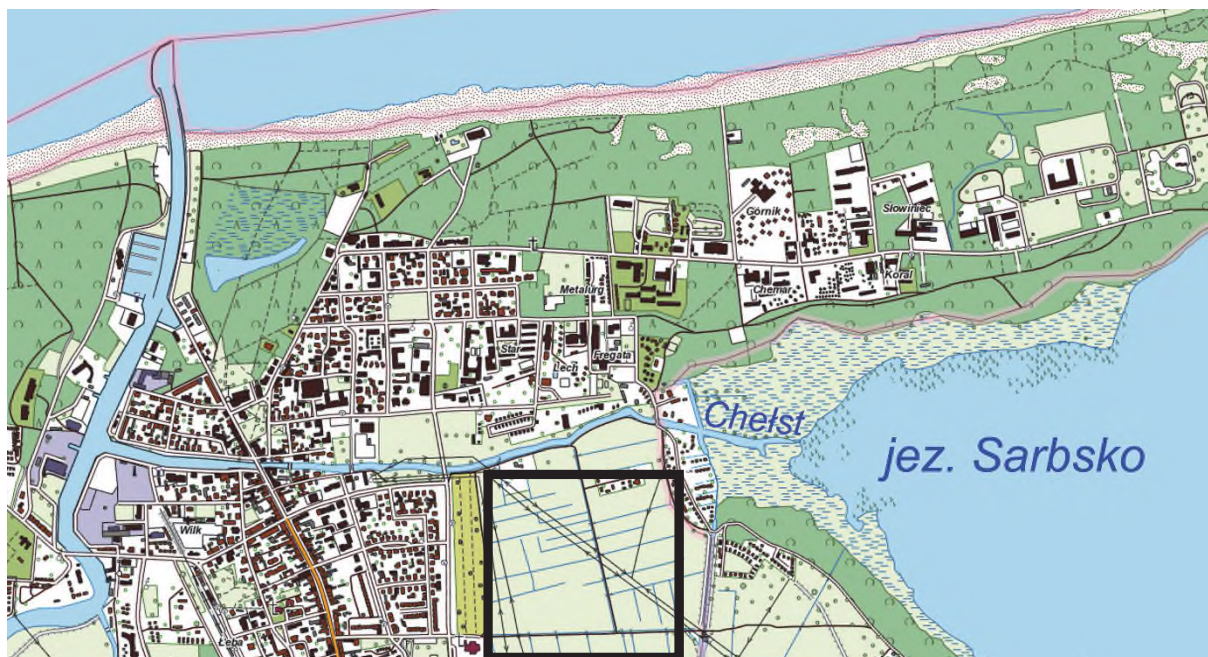 Górnik
Słowiniec
Metalurg
Chemar
Koral
Star
Lech
Fregata
Chełst
jez. Sarbsko
Wilk
Łeba